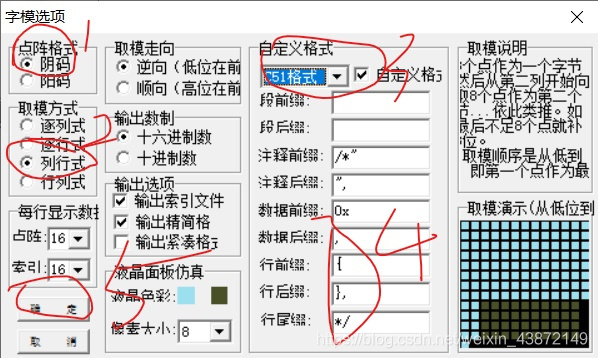 字模选项
点阵格式
阴码
阳码
取模方式
逐列式
逐行式
列行式
行列式
每行显示数据
点阵: 16
索引: 16
确 定
取 消
取模走向
逆向（低位在前
顺向（高位在前
输出数制
十六进制数
十进制数
输出选项
输出索引文件
输出精简格
输出紧凑格式
液晶面板仿真
液晶色彩:
像素大小: 8
自定义格式
C51格式
自定义格式
段前缀:
段后缀:
注释前缀: /*"
注释后缀: ",
数据前缀: 0x
数据后缀: ,
行前缀: {
行后缀: },
行尾缀: */
取模说明
个点作为一个字节
然后从第二列开始向
取8个点作为第二个
节...依此类推。如
最后不足8个点就补
位。
取模顺序是从低到
即第一个点作为最
取模演示(从低位到
1
2
3
4
5
https://blog.csdn.net/weixin_43872149